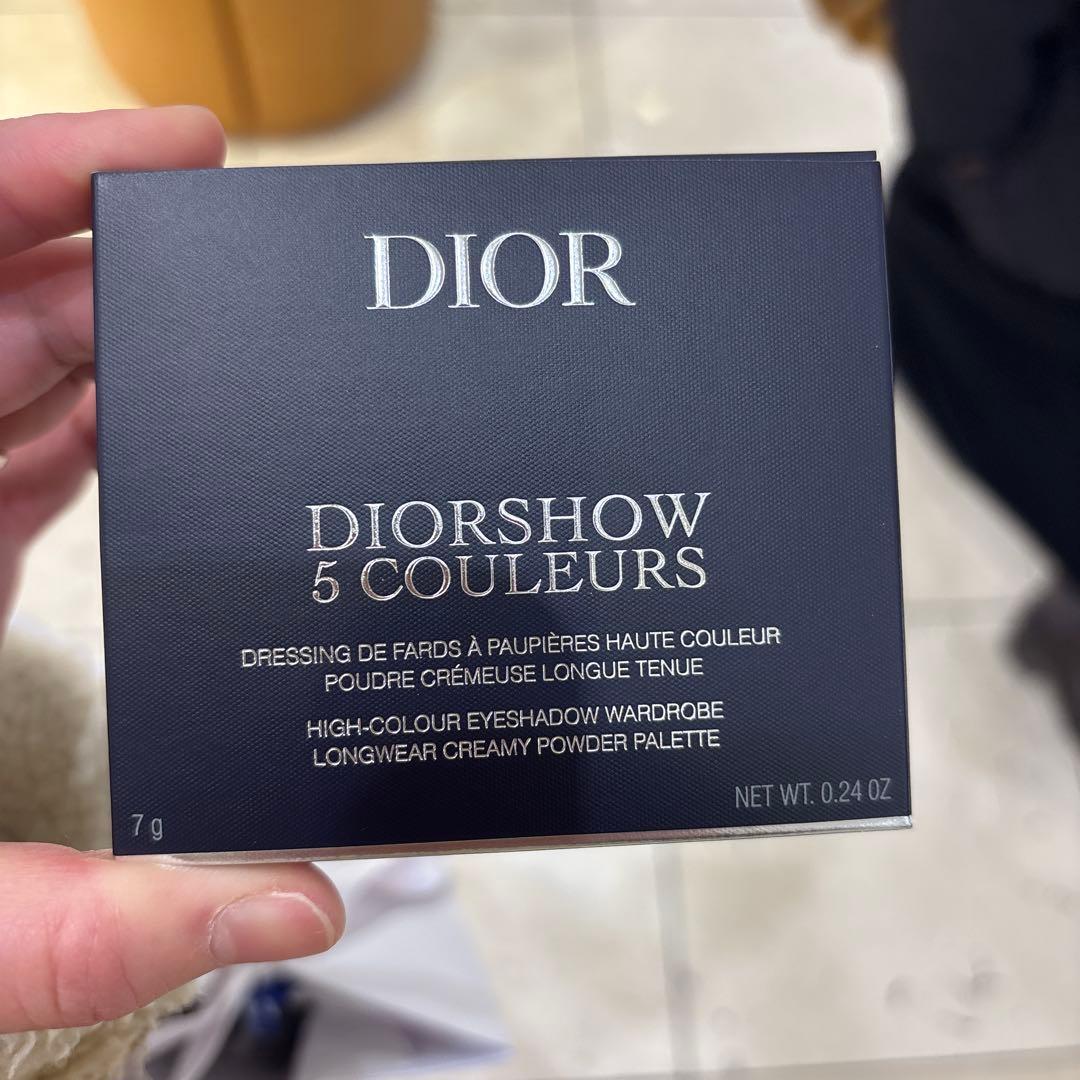 DIOR
DIORSHOW
5 COULEURS
DRESSING DE FARDS À PAUPIÈRES HAUTE COULEUR
POUDRE CRÉMEUSE LONGUE TENUE
HIGH-COLOUR EYESHADOW WARDROBE
LONGWEAR CREAMY POWDER PALETTE
NET WT. 0.24 OZ
7 g